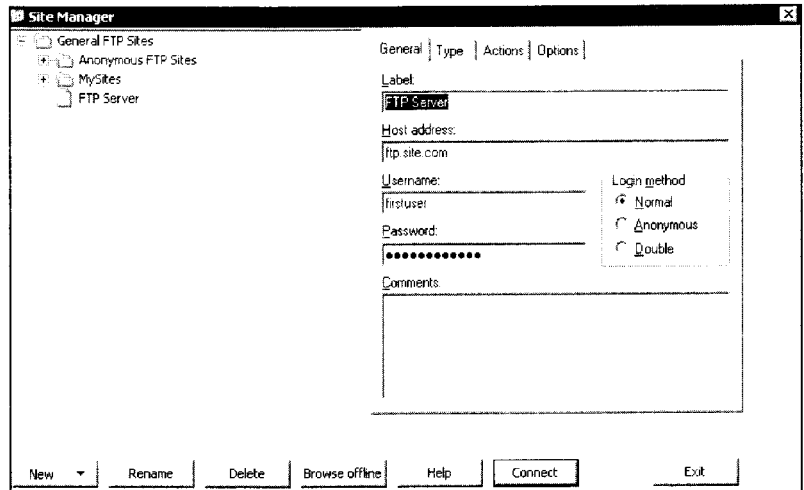 Site Manager
General FTP Sites
Anonymous FTP Sites
MySites
FTP Server
General Type Actions Options
Label:
FTP Server
Host address:
ftp.site.com
Username:
firstuser
Password:
●●●●●●●●●●●●
Login method
Normal
Anonymous
Double
Comments
New Rename Delete Browse offline Help Connect Exit